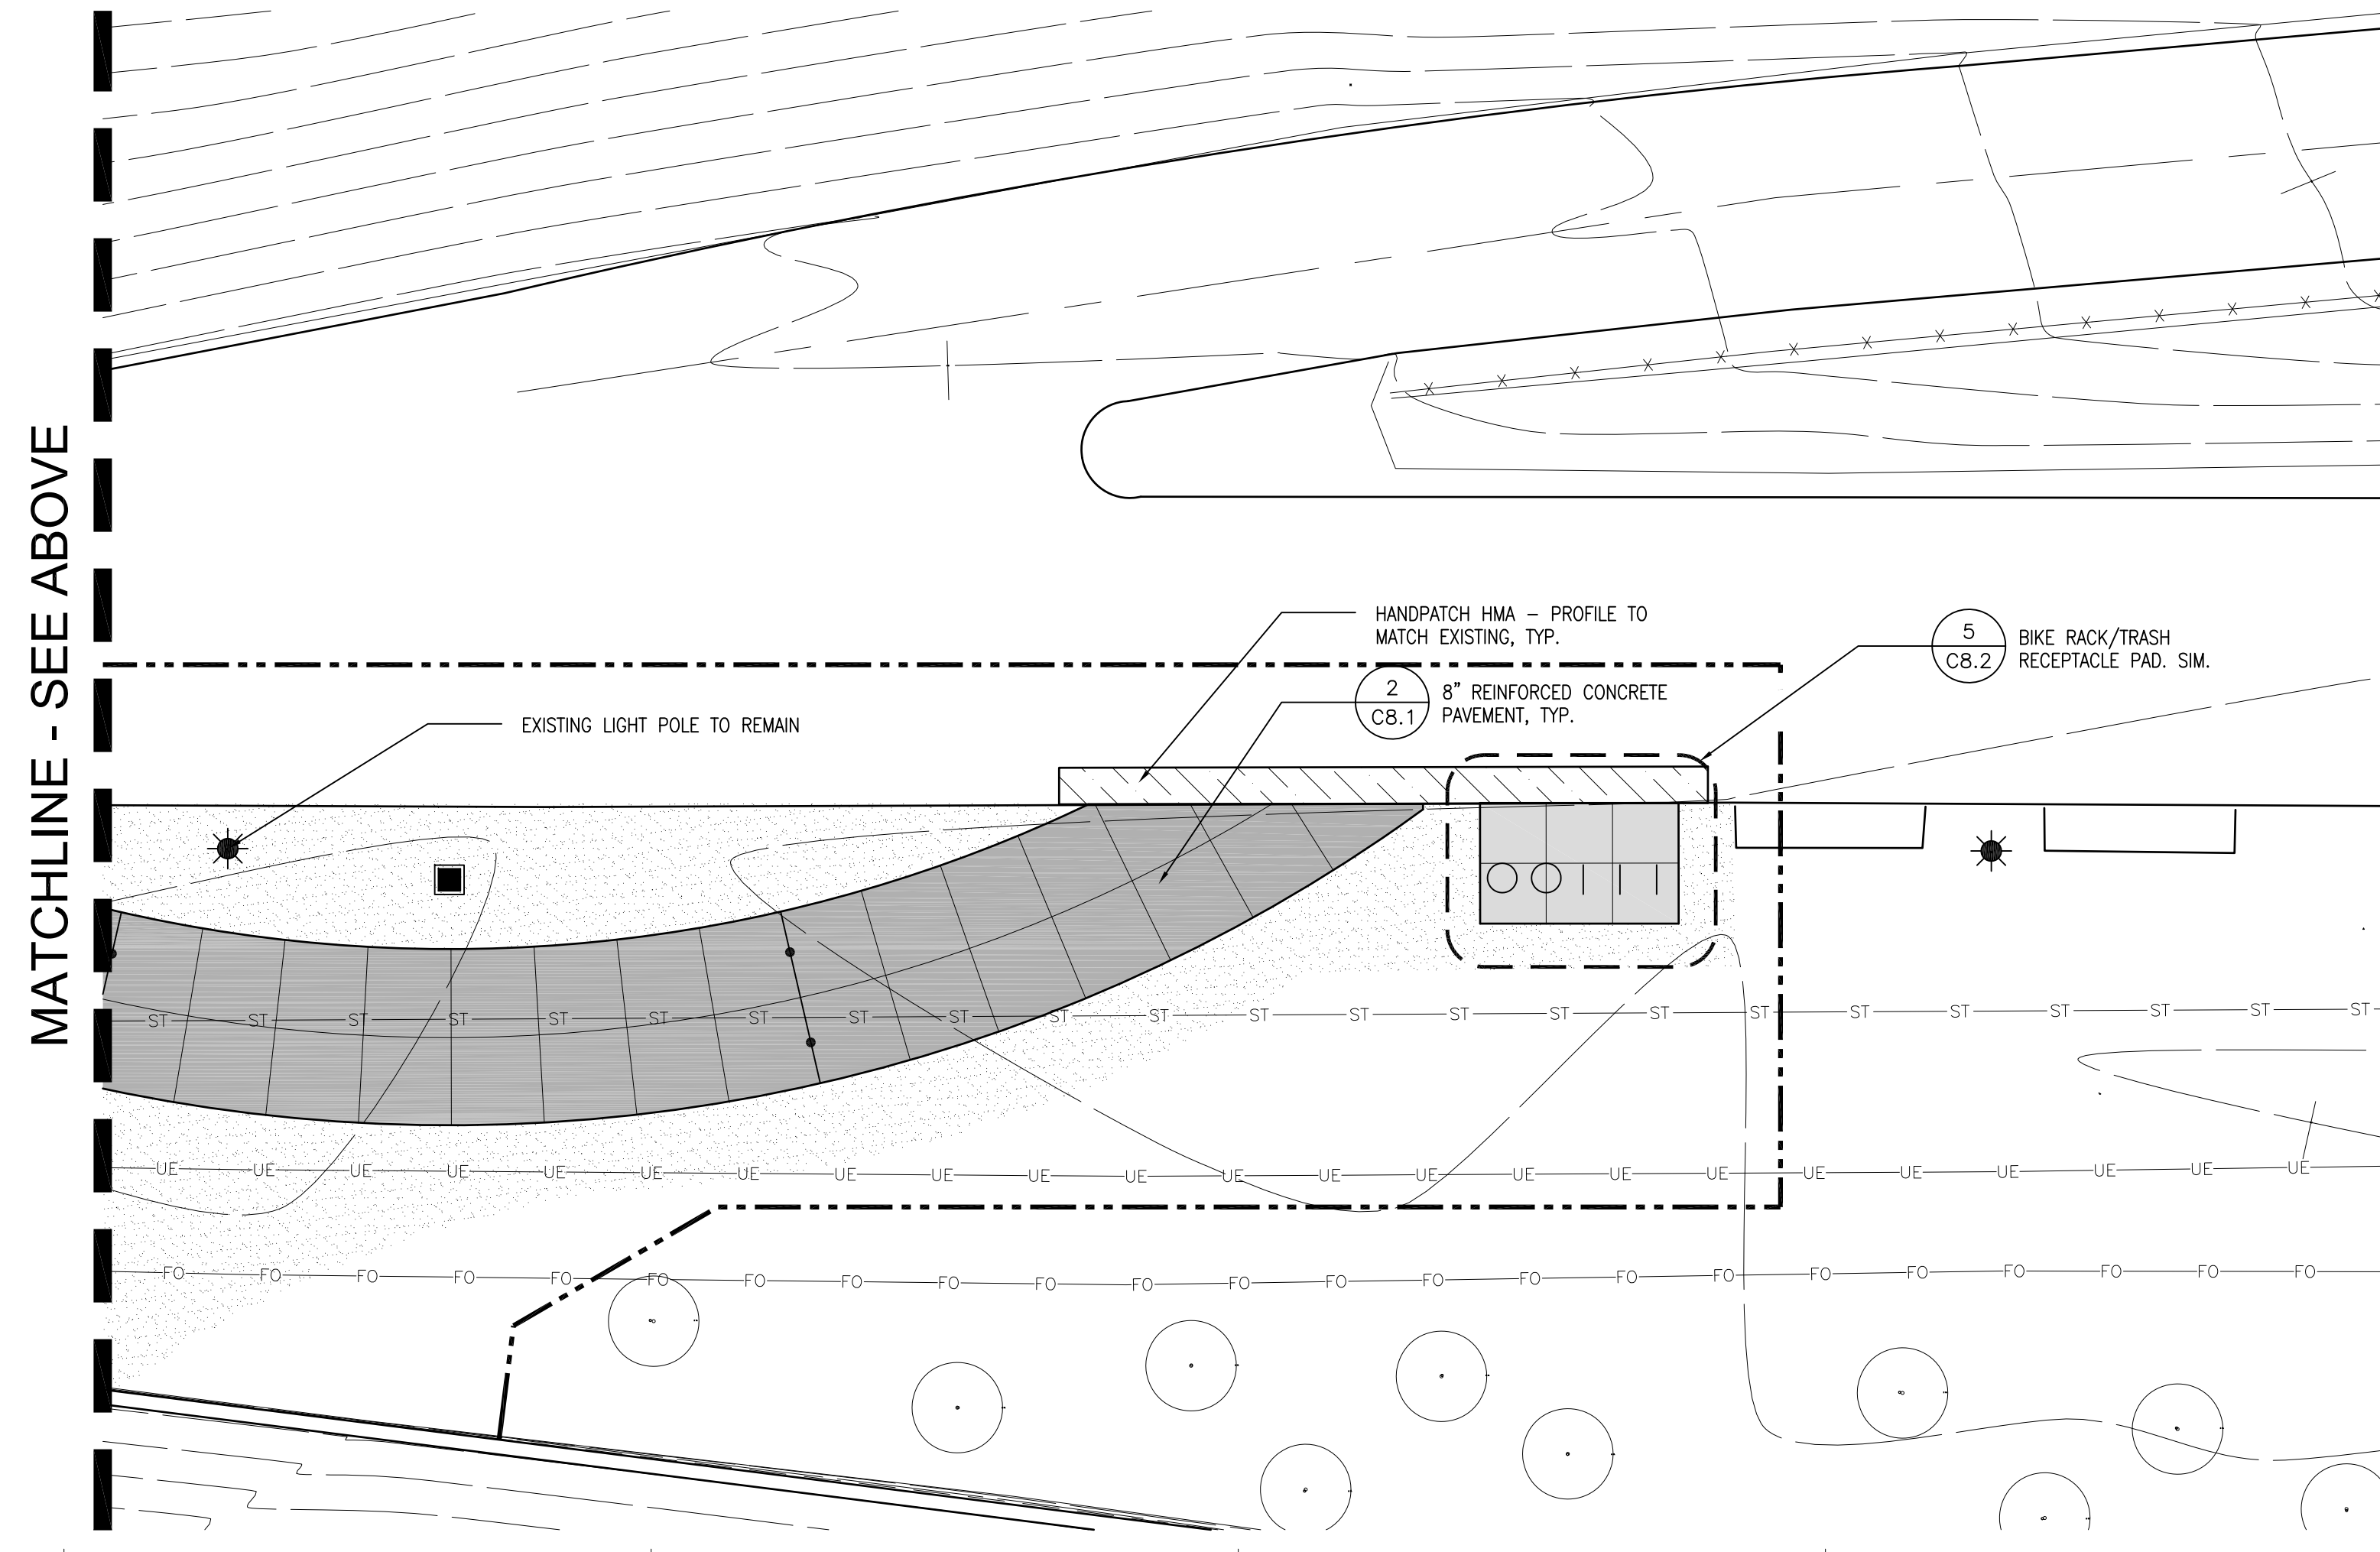 MATCHLINE - SEE ABOVE
HANDPATCH HMA – PROFILE TO
MATCH EXISTING, TYP.
5
C8.2
BIKE RACK/TRASH
RECEPTACLE PAD. SIM.
2
C8.1
8" REINFORCED CONCRETE
PAVEMENT, TYP.
EXISTING LIGHT POLE TO REMAIN
X X X X X X X X X X X X X X
ST ST ST ST ST ST ST ST ST ST ST ST ST ST ST ST ST ST ST ST ST ST ST
UE UE UE UE UE UE UE UE UE UE UE UE UE UE UE UE UE UE UE UE UE UE UE
FO FO FO FO FO FO FO FO FO FO FO FO FO FO FO FO FO FO FO FO FO FO FO